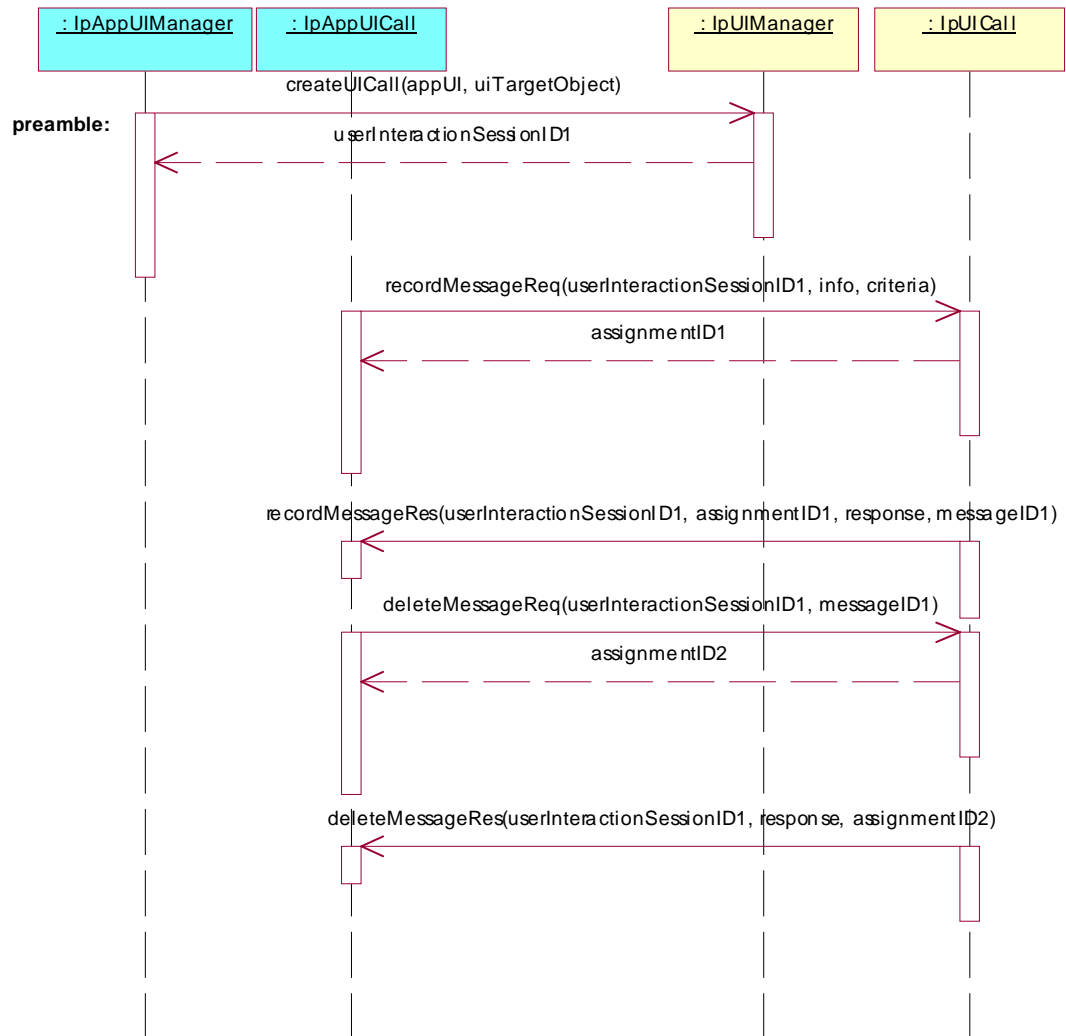 : IpAppUIManager
: IpAppUICall
: IpUIManager
: IpUICall
createUICall(appUI, uiTargetObject)
preamble:
userInteractionSessionID1
recordMessageReq(userInteractionSessionID1, info, criteria)
assignmentID1
recordMessageRes(userInteractionSessionID1, assignmentID1, response, messageID1)
deleteMessageReq(userInteractionSessionID1, messageID1)
assignmentID2
deleteMessageRes(userInteractionSessionID1, response, assignmentID2)